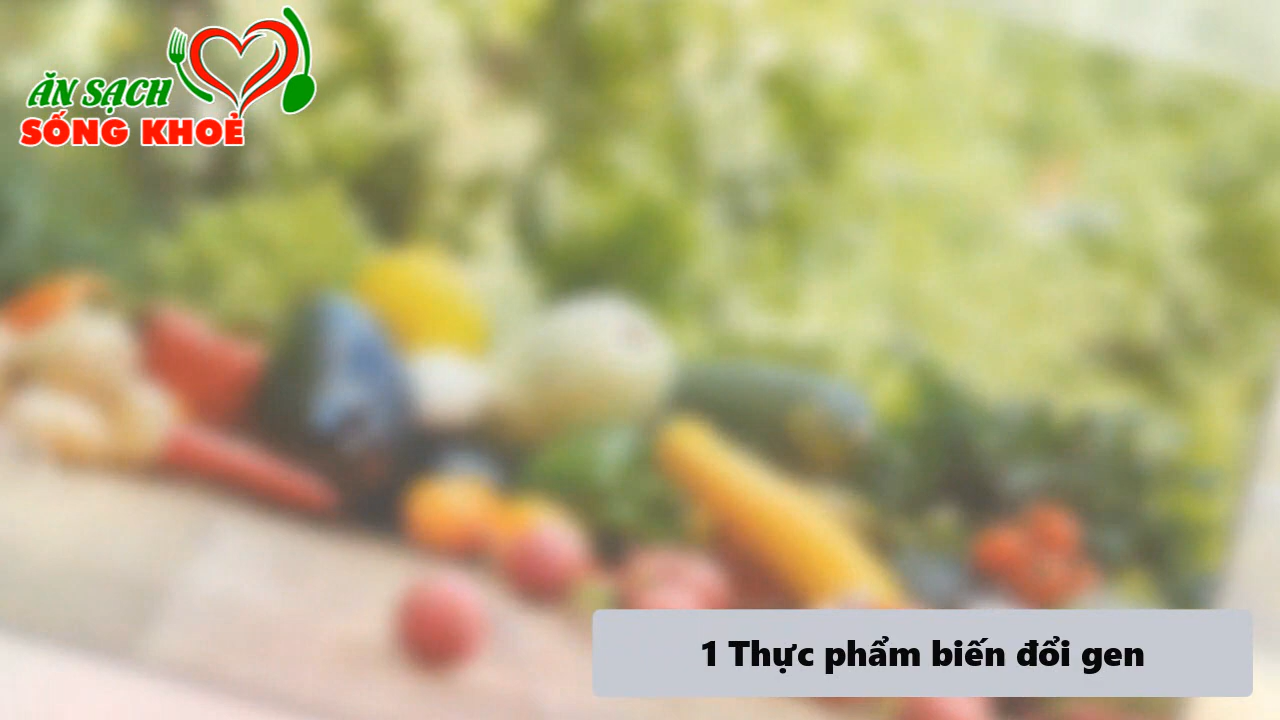 ĂN SẠCH
SỐNG KHOẺ
1 Thực phẩm biến đổi gen